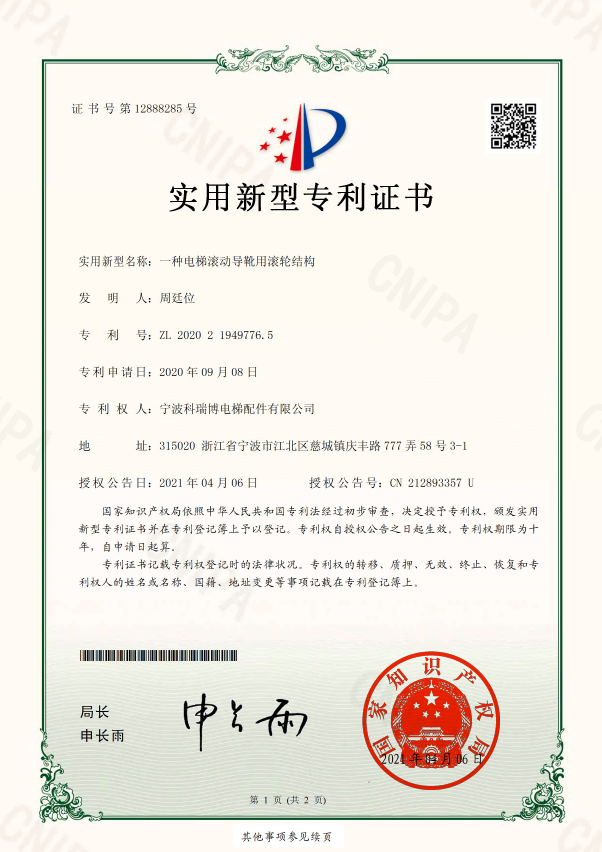 证书号第12888285号
实用新型专利证书
实用新型名称：一种电梯滚动导靴用滚轮结构
发明人：周廷位
专利号：ZL 2020 2 1949776.5
专利申请日：2020年09月08日
专利权人：宁波科瑞博电梯配件有限公司
地址：315020 浙江省宁波市江北区慈城镇庆丰路777弄58号3-1
授权公告日：2021年04月06日 授权公告号：CN 212893357 U
国家知识产权局依照中华人民共和国专利法经过初步审查，决定授予专利权，颁发实用
新型专利证书并在专利登记簿上予以登记。专利权自授权公告之日起生效。专利权期限为十
年，自申请日起算。
专利证书记载专利权登记时的法律状况。专利权的转移、质押、无效、终止、恢复和专
利权人的姓名或名称、国籍、地址变更等事项记载在专利登记簿上。
局长
申长雨
申长雨
国家知识产权局
2021年04月06日
第 1 页 (共 2 页)
其他事项参见续页
CNIPA
CNIPA
CNIPA
CNIPA